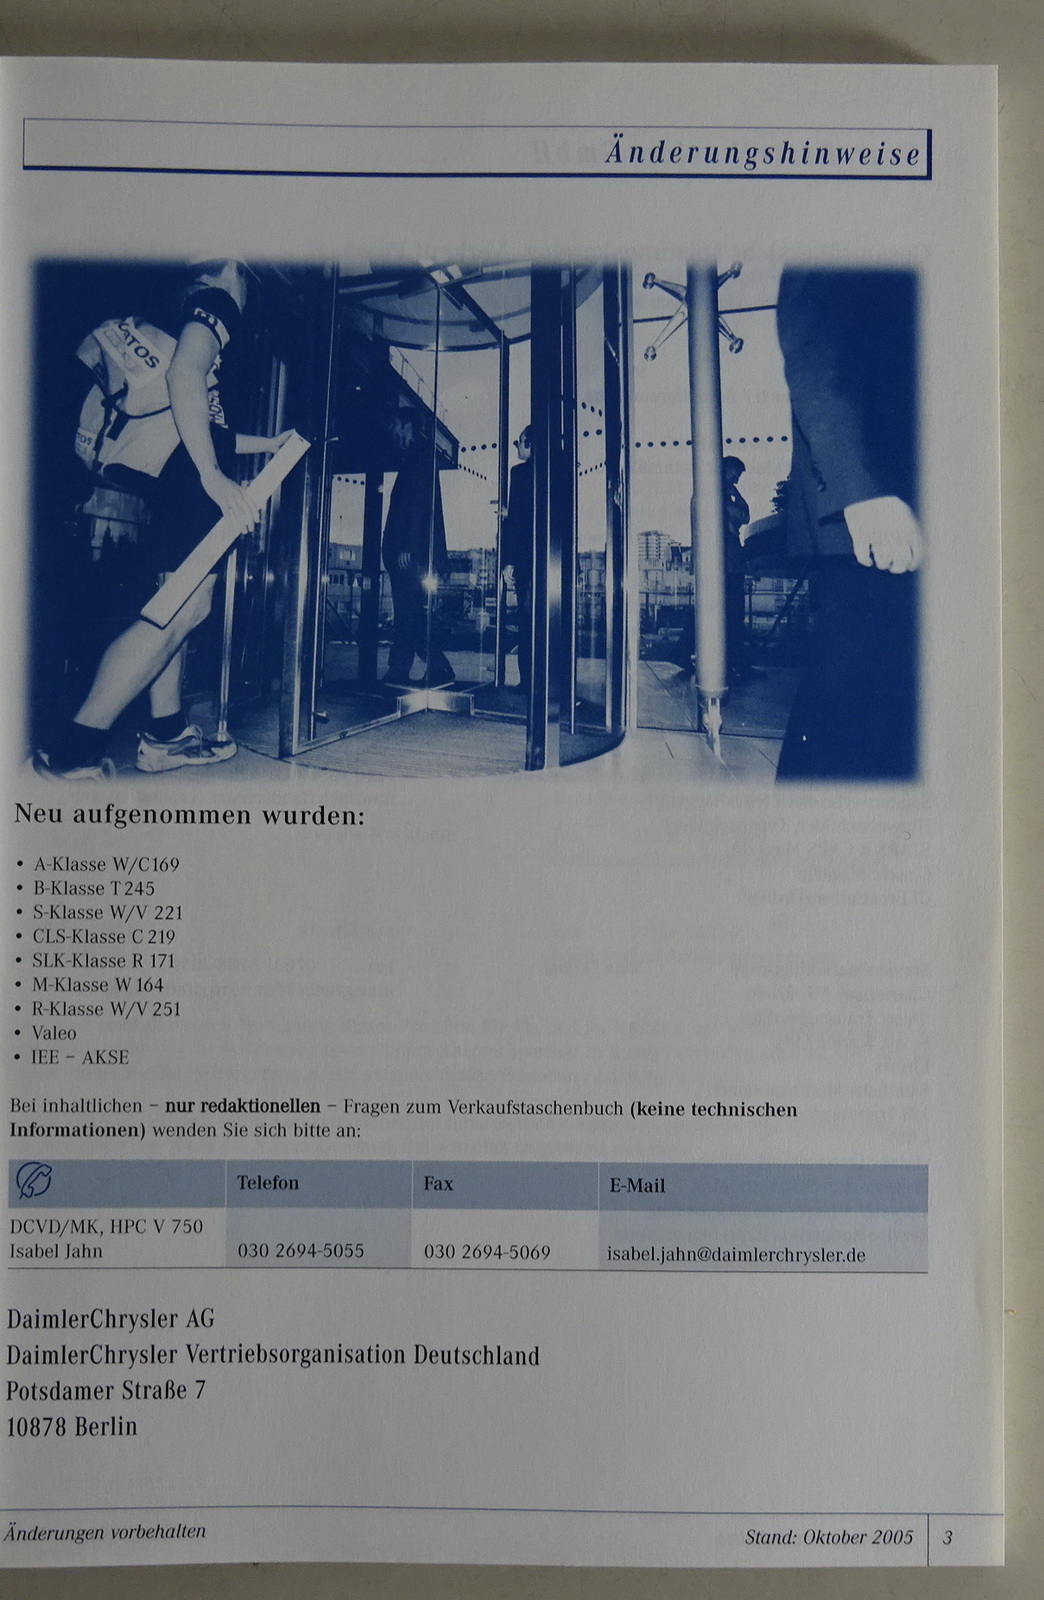 Änderungshinweise
ATOS
Neu aufgenommen wurden:
• A-Klasse W/C169
• B-Klasse T 245
• S-Klasse W/V 221
• CLS-Klasse C 219
• SLK-Klasse R 171
• M-Klasse W 164
• R-Klasse W/V 251
• Valeo
• IEE – AKSE
Bei inhaltlichen – nur redaktionellen – Fragen zum Verkaufstaschenbuch (keine technischen
Informationen) wenden Sie sich bitte an:
Telefon Fax E-Mail
DCVD/MK, HPC V 750
Isabel Jahn 030 2694-5055 030 2694-5069 isabel.jahn@daimlerchrysler.de
DaimlerChrysler AG
DaimlerChrysler Vertriebsorganisation Deutschland
Potsdamer Straße 7
10878 Berlin
Änderungen vorbehalten Stand: Oktober 2005 3